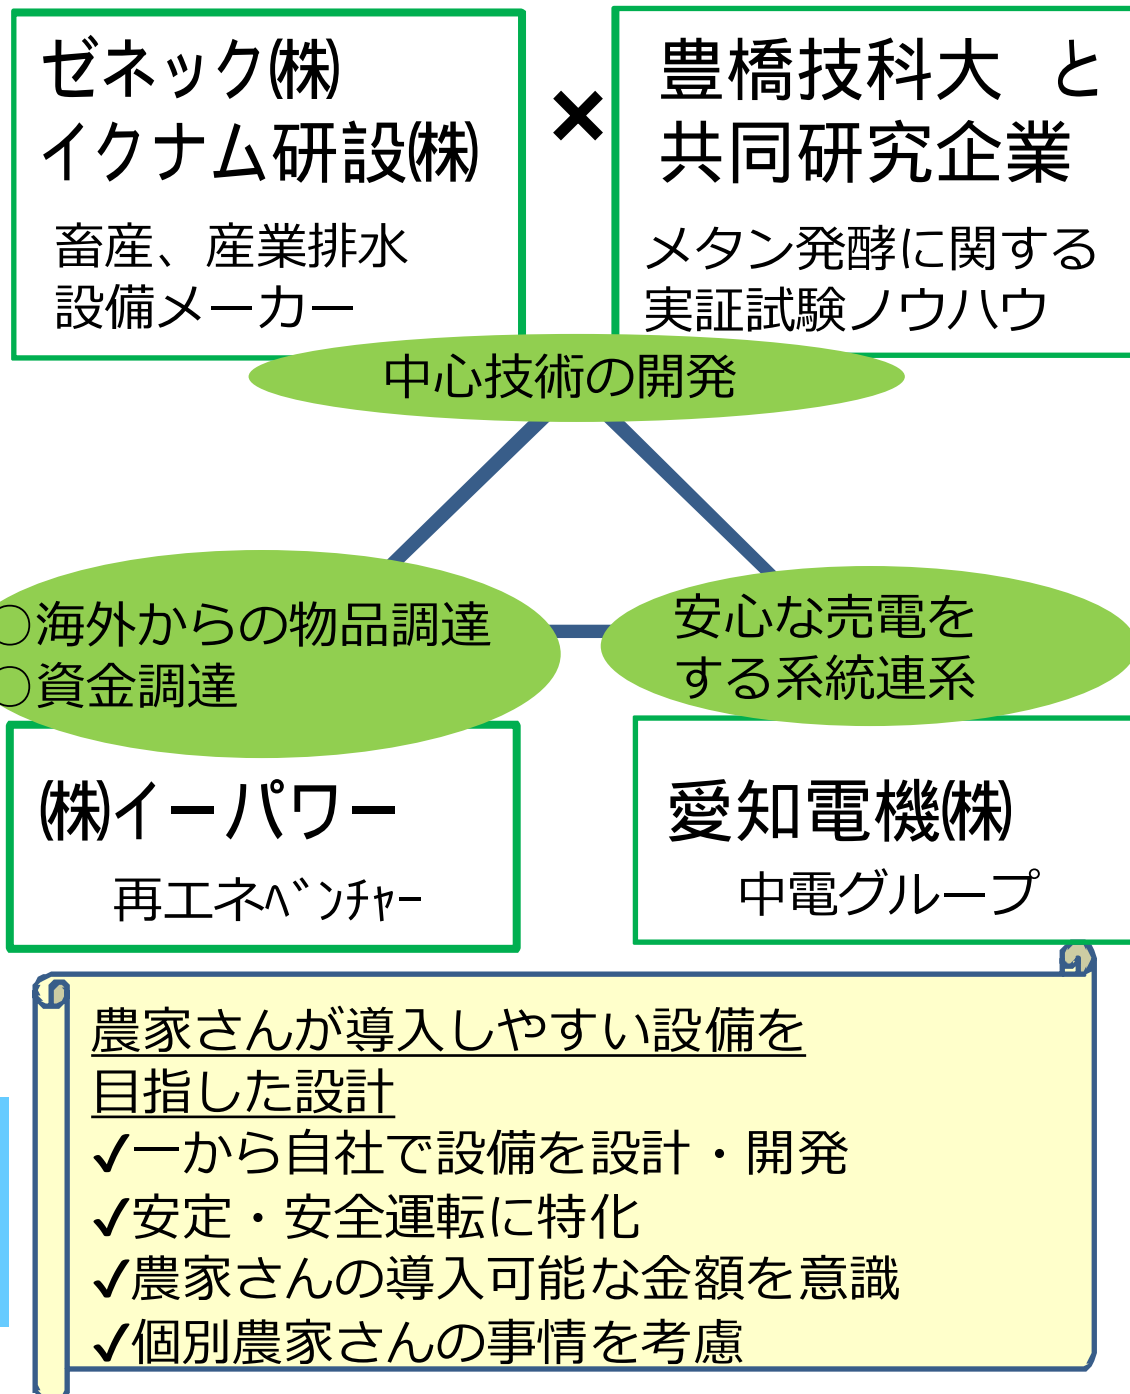 ゼネック(株)
イクナム研設(株)
畜産、産業排水
設備メーカー
×
豊橋技科大 と
共同研究企業
メタン発酵に関する
実証試験ノウハウ
中心技術の開発
○海外からの物品調達
○資金調達
安心な売電を
する系統連系
(株)イーパワー
再エネﾍﾞﾝﾁｬｰ
愛知電機(株)
中電グループ
農家さんが導入しやすい設備を
目指した設計
✓一から自社で設備を設計・開発
✓安定・安全運転に特化
✓農家さんの導入可能な金額を意識
✓個別農家さんの事情を考慮